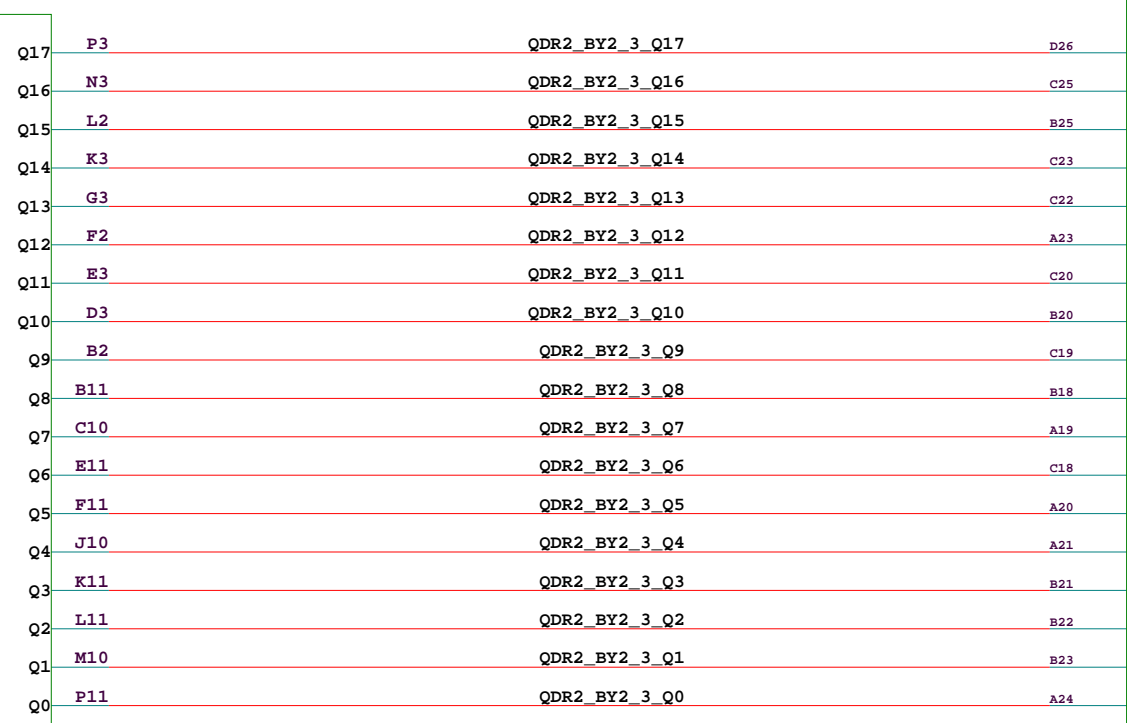 Q17 P3 QDR2_BY2_3_Q17 D26
Q16 N3 QDR2_BY2_3_Q16 C25
Q15 L2 QDR2_BY2_3_Q15 B25
Q14 K3 QDR2_BY2_3_Q14 C23
Q13 G3 QDR2_BY2_3_Q13 C22
Q12 F2 QDR2_BY2_3_Q12 A23
Q11 E3 QDR2_BY2_3_Q11 C20
Q10 D3 QDR2_BY2_3_Q10 B20
Q9 B2 QDR2_BY2_3_Q9 C19
Q8 B11 QDR2_BY2_3_Q8 B18
Q7 C10 QDR2_BY2_3_Q7 A19
Q6 E11 QDR2_BY2_3_Q6 C18
Q5 F11 QDR2_BY2_3_Q5 A20
Q4 J10 QDR2_BY2_3_Q4 A21
Q3 K11 QDR2_BY2_3_Q3 B21
Q2 L11 QDR2_BY2_3_Q2 B22
Q1 M10 QDR2_BY2_3_Q1 B23
Q0 P11 QDR2_BY2_3_Q0 A24